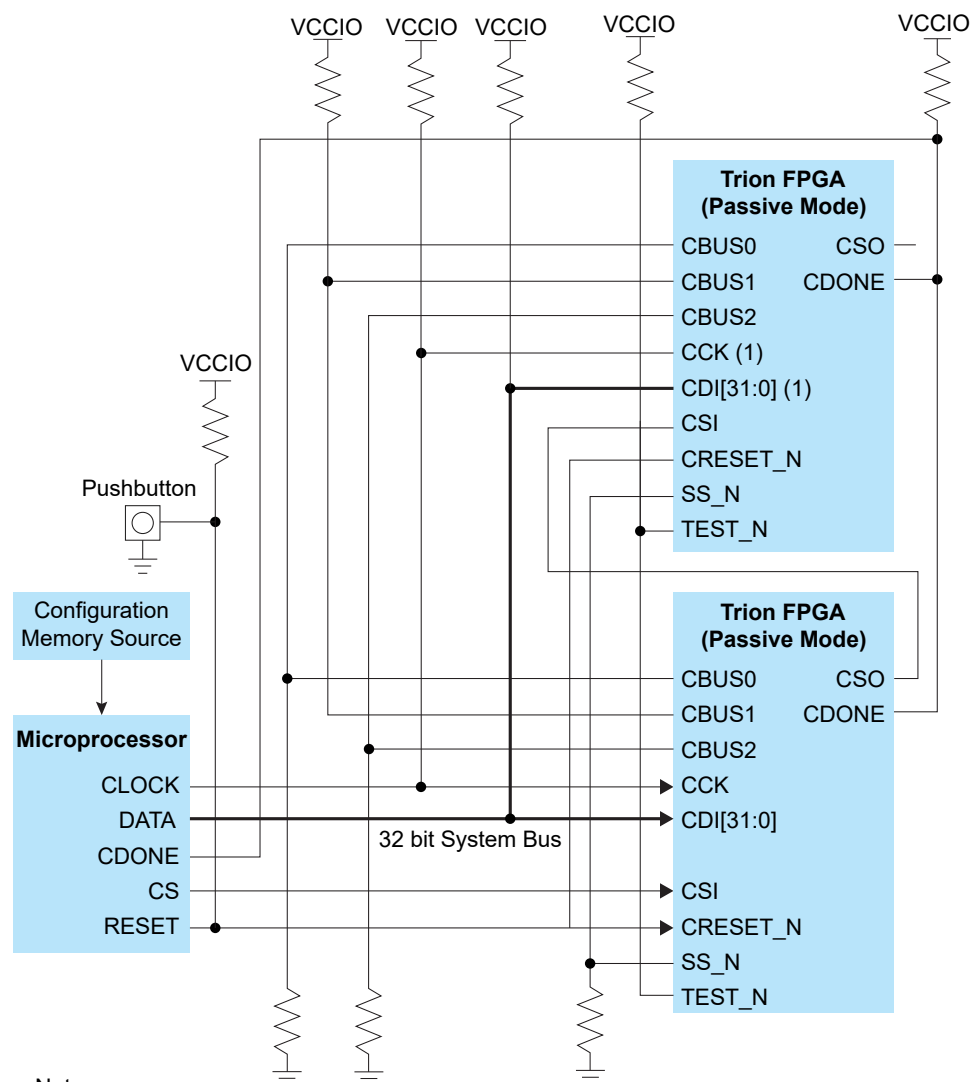 VCCIO
VCCIO
VCCIO
VCCIO
VCCIO
Trion FPGA
(Passive Mode)
CBUS0
CSO
CBUS1
CDONE
CBUS2
CCK (1)
CDI[31:0] (1)
CSI
CRESET_N
SS_N
TEST_N
VCCIO
Pushbutton
Configuration
Memory Source
Microprocessor
CLOCK
DATA
CDONE
CS
RESET
32 bit System Bus
Trion FPGA
(Passive Mode)
CBUS0
CSO
CBUS1
CDONE
CBUS2
CCK
CDI[31:0]
CSI
CRESET_N
SS_N
TEST_N